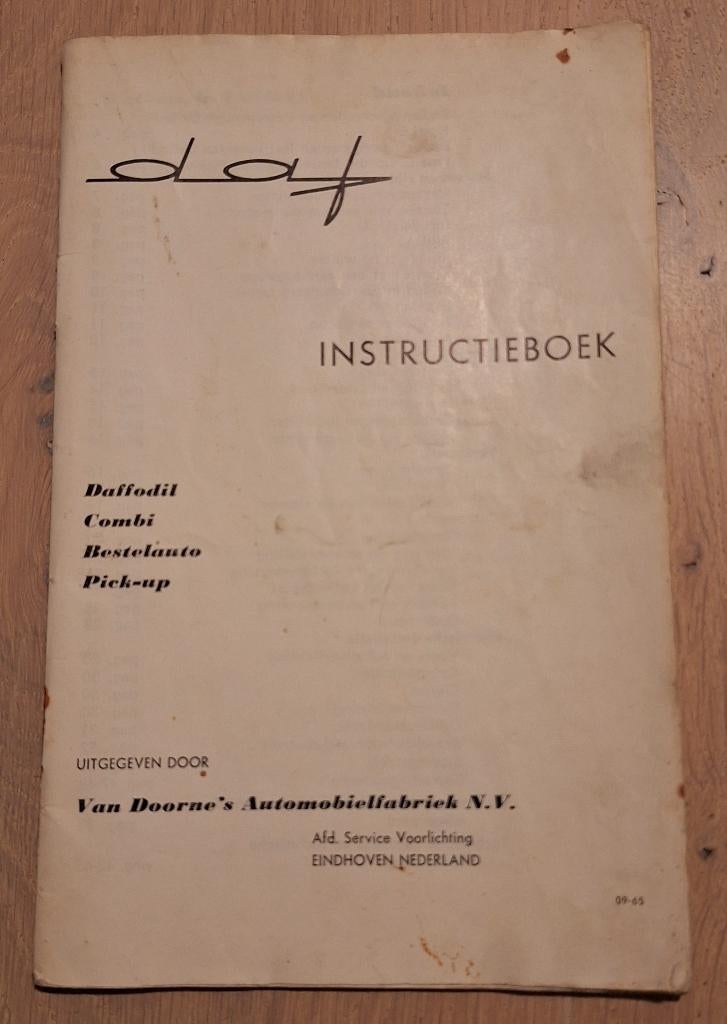 daf
INSTRUCTIEBOEK
Daffodil
Combi
Bestelauto
Pick-up
UITGEGEVEN DOOR
Van Doorne's Automobielfabriek N.V.
Afd. Service Voorlichting
EINDHOVEN NEDERLAND
09-65